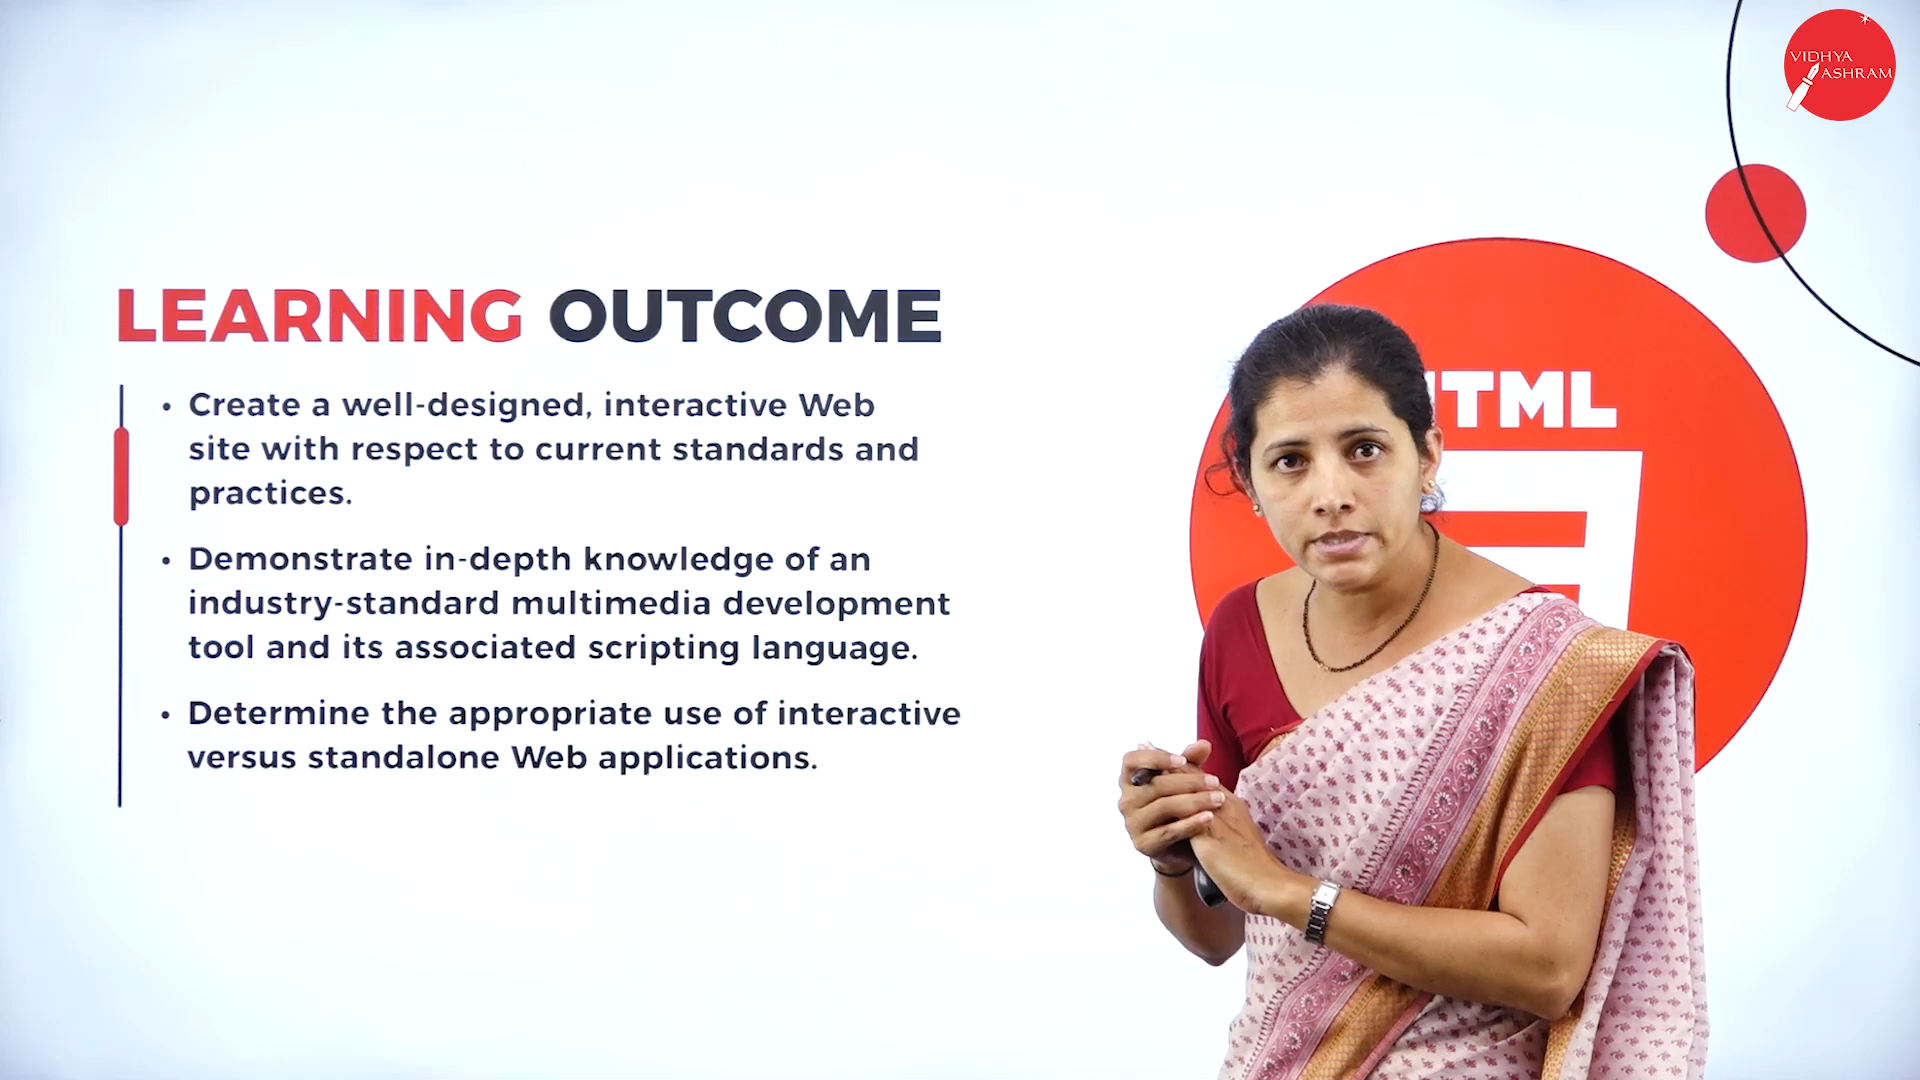 VIDHYA
ASHRAM
LEARNING OUTCOME
• Create a well-designed, interactive Web
site with respect to current standards and
practices.
• Demonstrate in-depth knowledge of an
industry-standard multimedia development
tool and its associated scripting language.
• Determine the appropriate use of interactive
versus standalone Web applications.
HTML